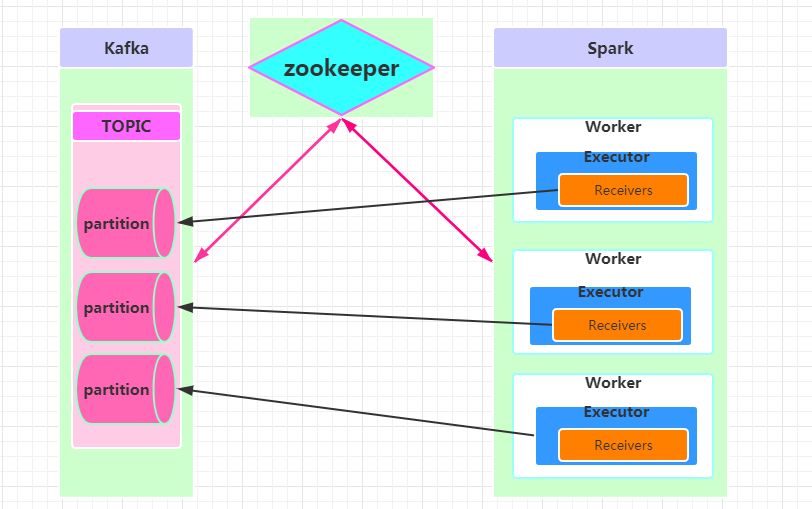 Kafka
zookeeper
Spark
TOPIC
partition
partition
partition
Worker
Executor
Receivers
Worker
Executor
Receivers
Worker
Executor
Receivers